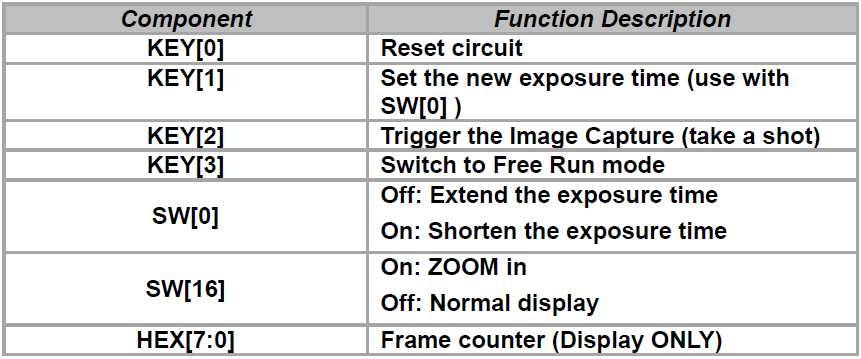 Component Function Description
KEY[0] Reset circuit
KEY[1] Set the new exposure time (use with
SW[0] )
KEY[2] Trigger the Image Capture (take a shot)
KEY[3] Switch to Free Run mode
SW[0] Off: Extend the exposure time
On: Shorten the exposure time
SW[16] On: ZOOM in
Off: Normal display
HEX[7:0] Frame counter (Display ONLY)